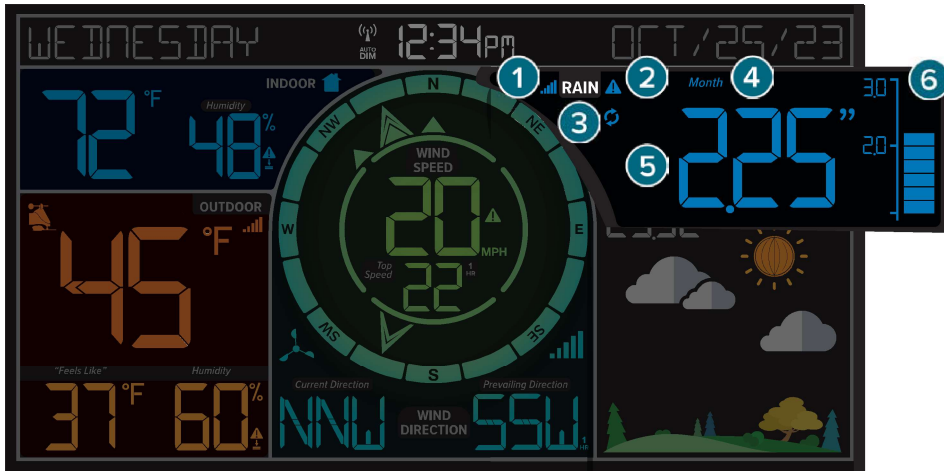 WEDNESDAY
AUTO
DIM
12:34PM
OCT/25/23
INDOOR
72 °F
Humidity
48%
1
RAIN
2
3
Month
4
5
2.25”
6
3.0
2.0
N
NE
E
SE
S
SW
W
NW
WIND
SPEED
20
MPH
Top
Speed
22
1
HR
OUTDOOR
45 °F
"Feels Like"
37 °F
Humidity
60%
Current Direction
NNW
WIND
DIRECTION
Prevailing Direction
SSW
1
HR